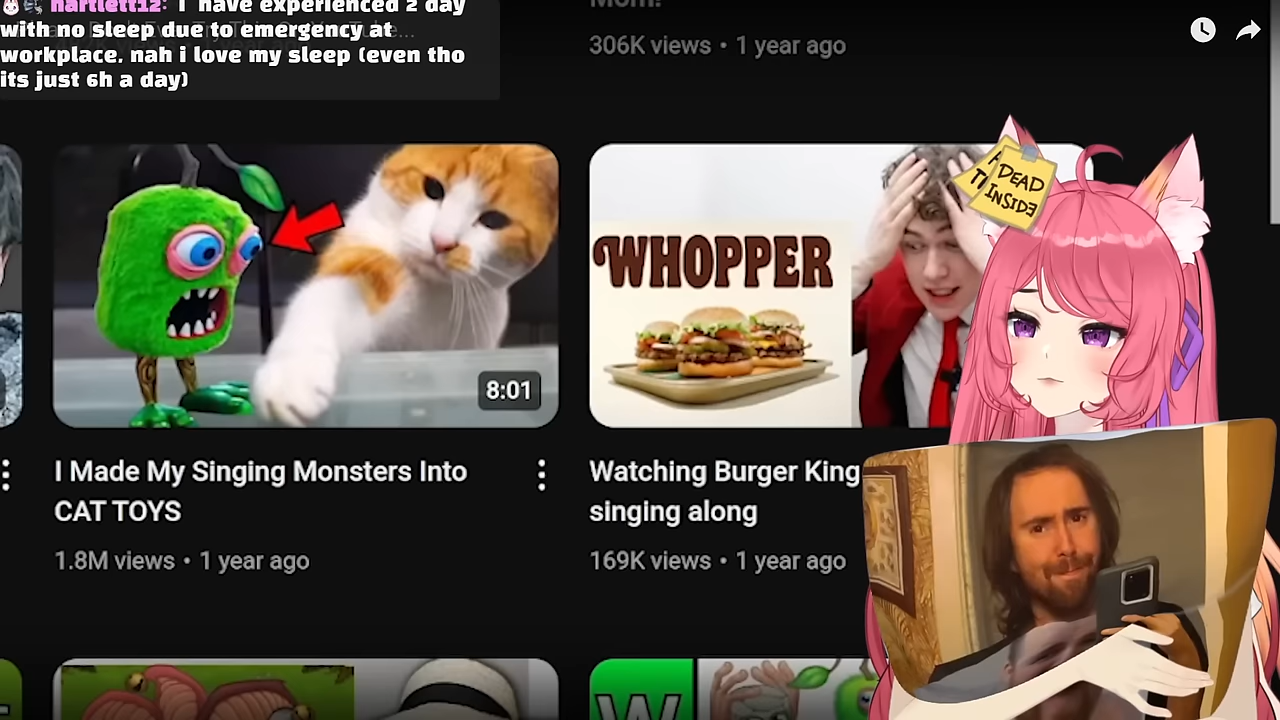 hartlett12: I have experienced 2 day
with no sleep due to emergency at
workplace. nah i love my sleep (even tho
its just 6h a day)
Mom!
306K views • 1 year ago
DEAD
INSIDE
WHOPPER
8:01
I Made My Singing Monsters Into
CAT TOYS
1.8M views • 1 year ago
Watching Burger King
singing along
169K views • 1 year ago
W